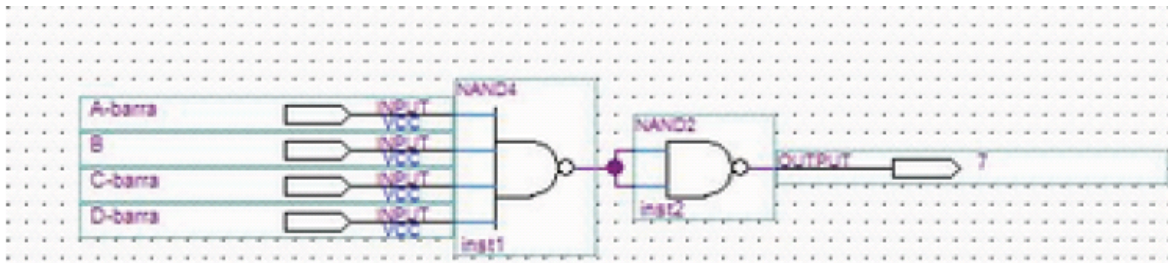 NAND4
A-barra INPUT
VCC
B INPUT
VCC
C-barra INPUT
VCC
D-barra INPUT
VCC
inst1
NAND2
inst2
OUTPUT 7